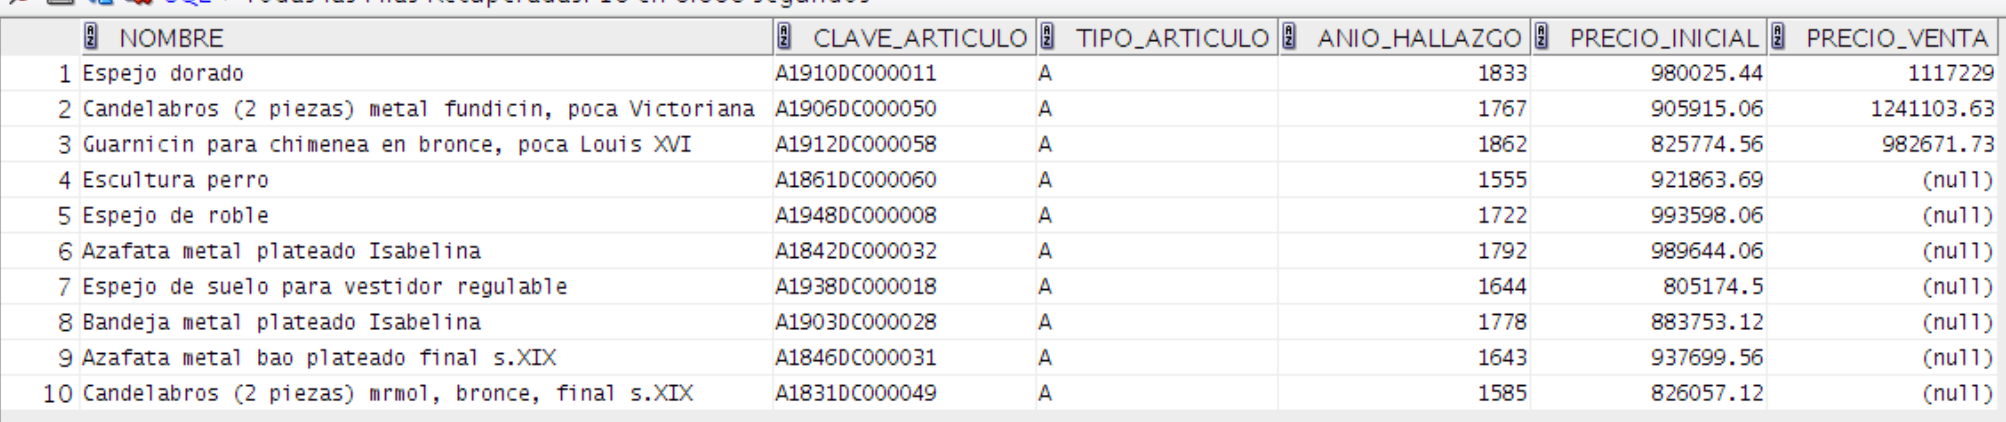 NOMBRE CLAVE_ARTICULO TIPO_ARTICULO ANIO_HALLAZGO PRECIO_INICIAL PRECIO_VENTA
1 Espejo dorado A1910DC000011 A 1833 980025.44 1117229
2 Candelabros (2 piezas) metal fundicin, poca Victoriana A1906DC000050 A 1767 905915.06 1241103.63
3 Guarnicin para chimenea en bronce, poca Louis XVI A1912DC000058 A 1862 825774.56 982671.73
4 Escultura perro A1861DC000060 A 1555 921863.69 (null)
5 Espejo de roble A1948DC000008 A 1722 993598.06 (null)
6 Azafata metal plateado Isabelina A1842DC000032 A 1792 989644.06 (null)
7 Espejo de suelo para vestidor regulable A1938DC000018 A 1644 805174.5 (null)
8 Bandeja metal plateado Isabelina A1903DC000028 A 1778 883753.12 (null)
9 Azafata metal bao plateado final s.XIX A1846DC000031 A 1643 937699.56 (null)
10 Candelabros (2 piezas) mrmol, bronce, final s.XIX A1831DC000049 A 1585 826057.12 (null)